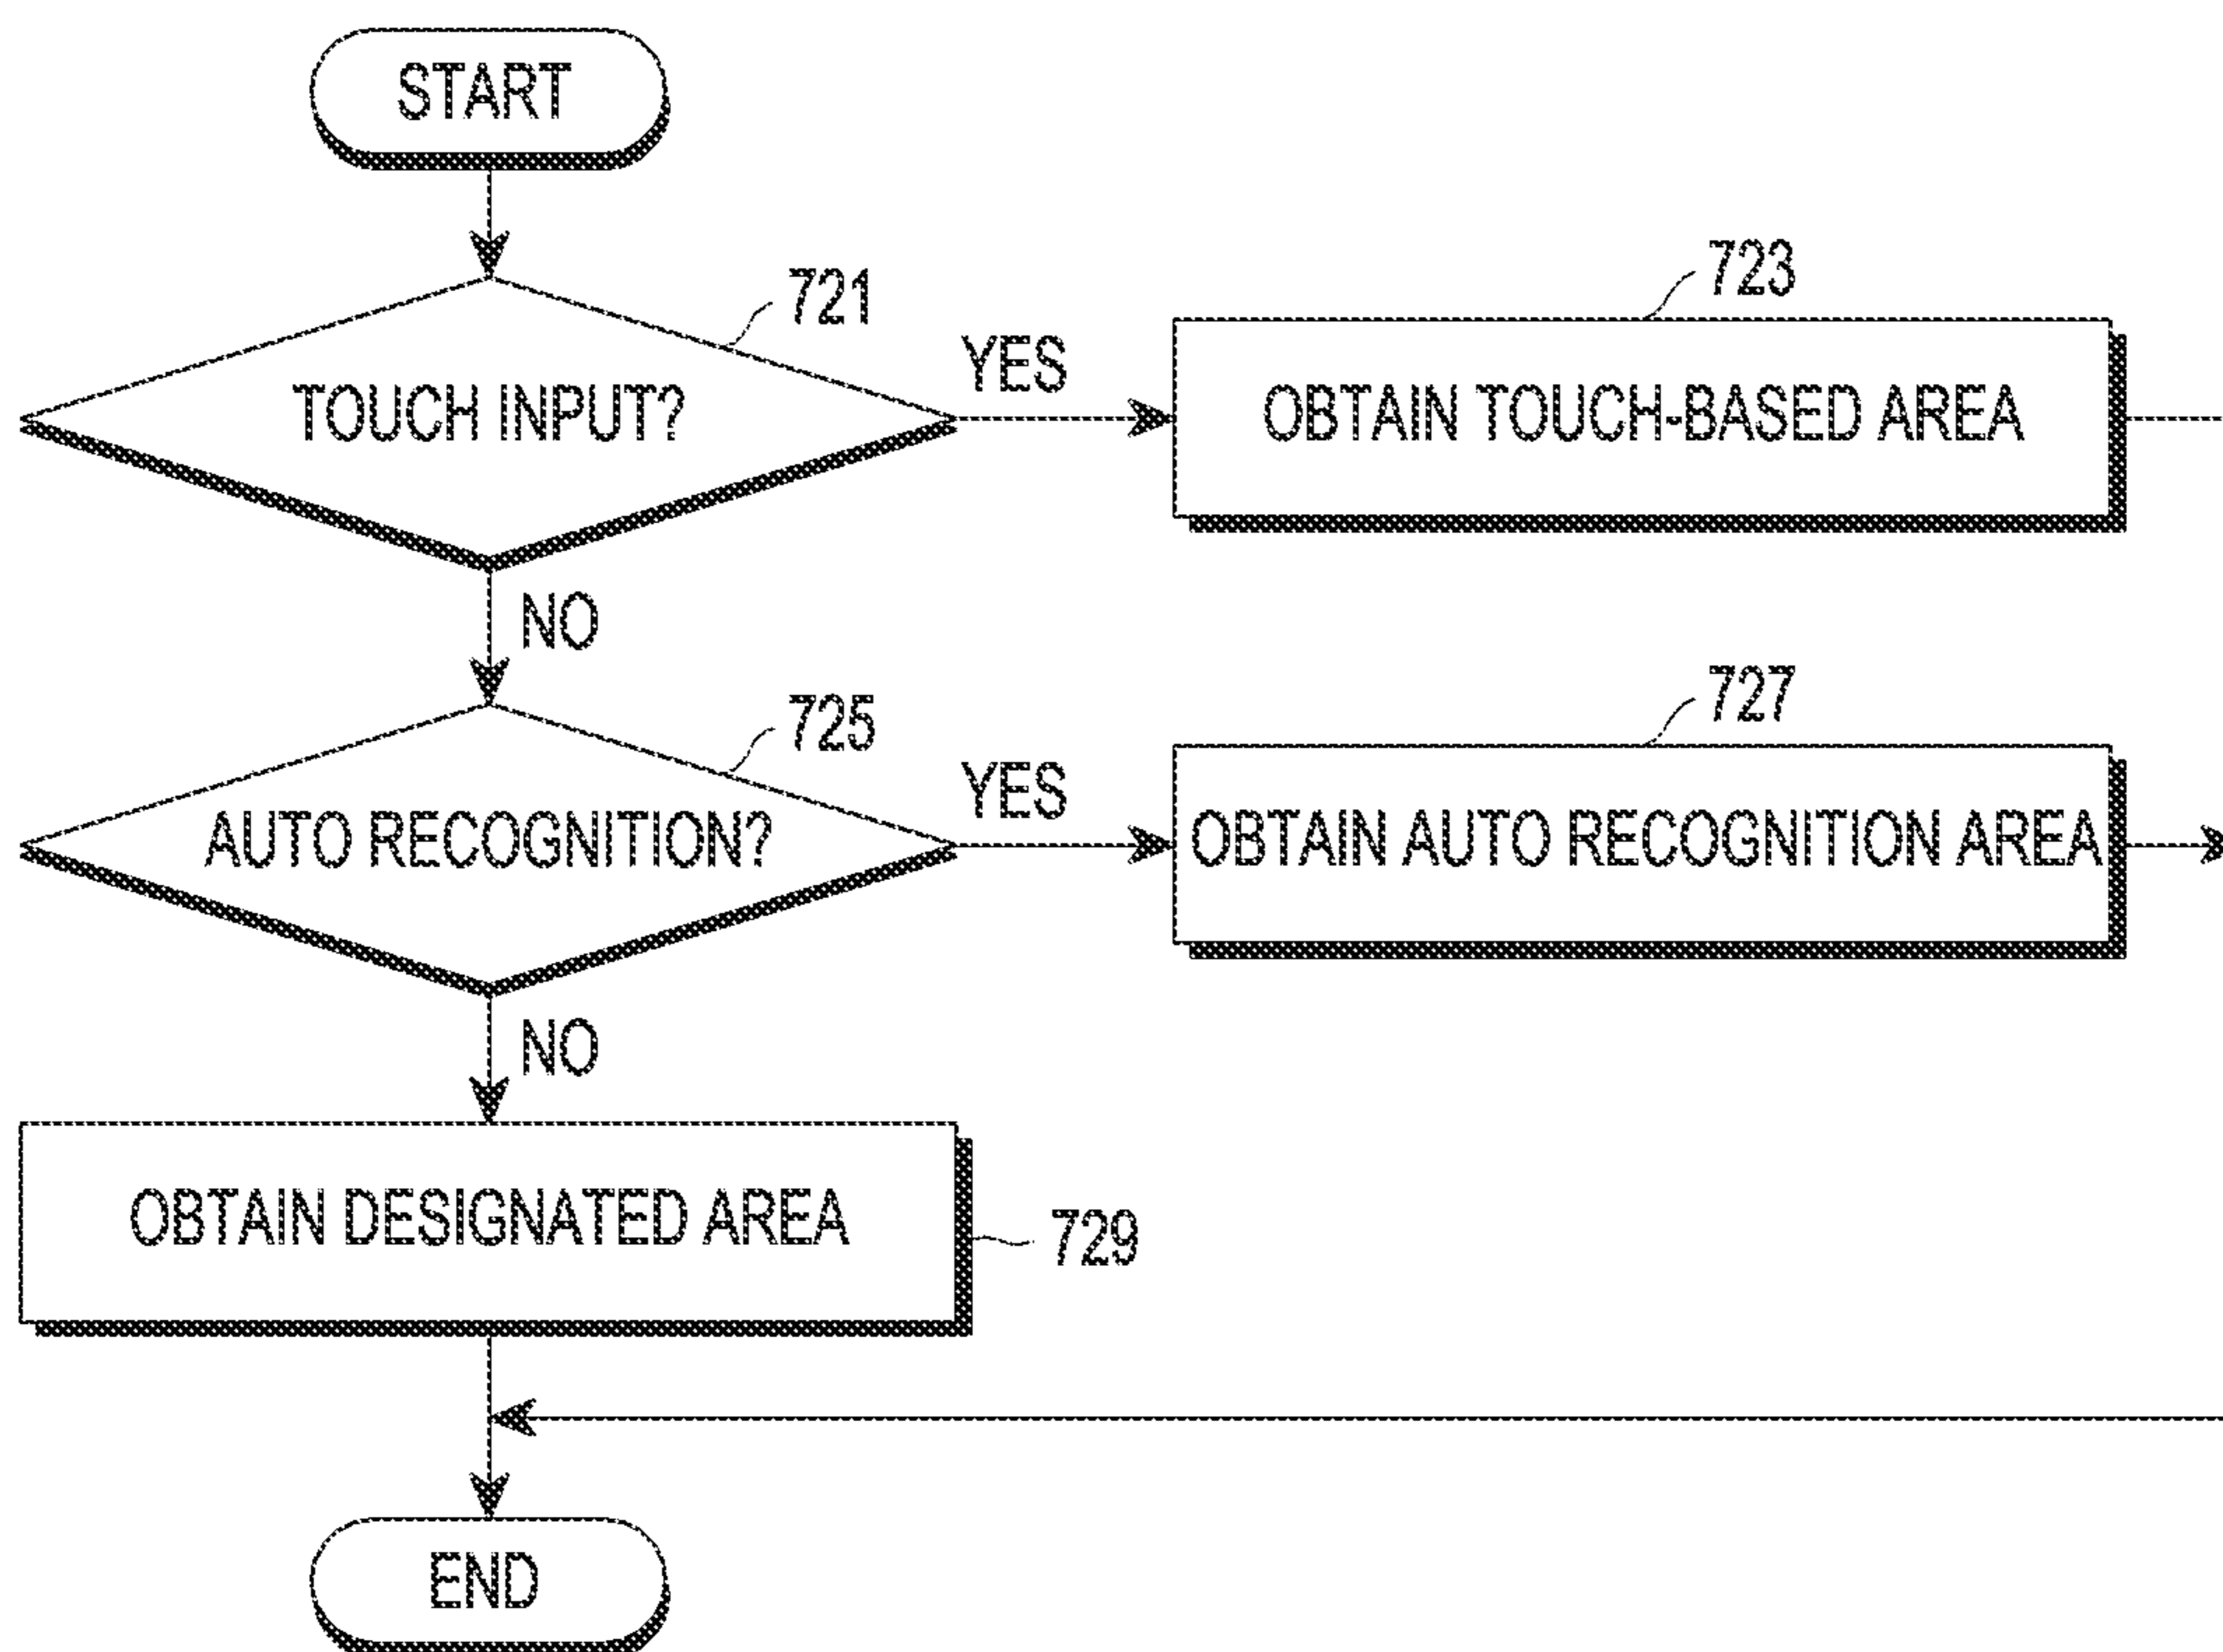 START
721
723
TOUCH INPUT?
YES
OBTAIN TOUCH-BASED AREA
NO
725
727
AUTO RECOGNITION?
YES
OBTAIN AUTO RECOGNITION AREA
NO
OBTAIN DESIGNATED AREA
729
END